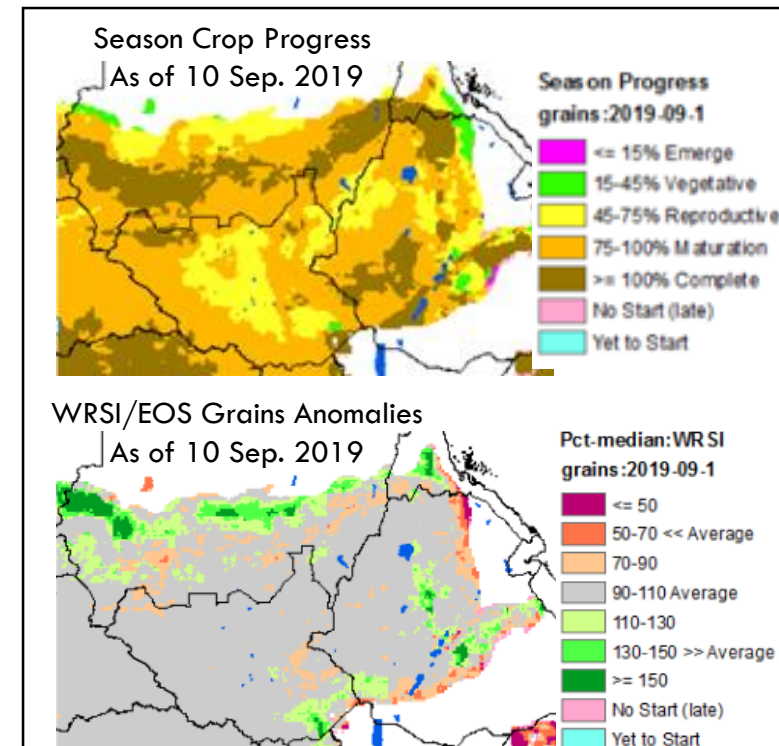 Season Crop Progress
As of 10 Sep. 2019
Season Progress
grains:2019-09-1
<= 15% Emerge
15-45% Vegetative
45-75% Reproductive
75-100% Maturation
>= 100% Complete
No Start (late)
Yet to Start
WRSI/EOS Grains Anomalies
As of 10 Sep. 2019
Pct-median:WRSI
grains:2019-09-1
<= 50
50-70 << Average
70-90
90-110 Average
110-130
130-150 >> Average
>= 150
No Start (late)
Yet to Start